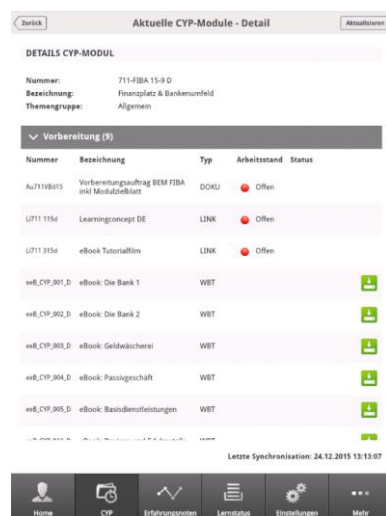 Zurück
Aktuelle CYP-Module - Detail
Aktualisieren
DETAILS CYP-MODUL
Nummer: 711-FIBA 15-9 D
Bezeichnung: Finanzplatz & Bankenumfeld
Themengruppe: Allgemein
Vorbereitung (9)
Nummer Bezeichnung Typ Arbeitsstand Status
Au711VBd15 Vorbereitungsauftrag BEM FIBA DOKU Offen
inkl Modulzielblatt
Li711 115d Learningconcept DE LINK Offen
Li711 315d eBook Tutorialfilm LINK Offen
eeB_CYP_001_D eBook: Die Bank 1 WBT
eeB_CYP_002_D eBook: Die Bank 2 WBT
eeB_CYP_003_D eBook: Geldwäscherei WBT
eeB_CYP_004_D eBook: Passivgeschäft WBT
eeB_CYP_005_D eBook: Basisdienstleistungen WBT
Letzte Synchronisation: 24.12.2015 13:13:07
Home CYP Erfahrungsnoten Lernstatus Einstellungen Mehr